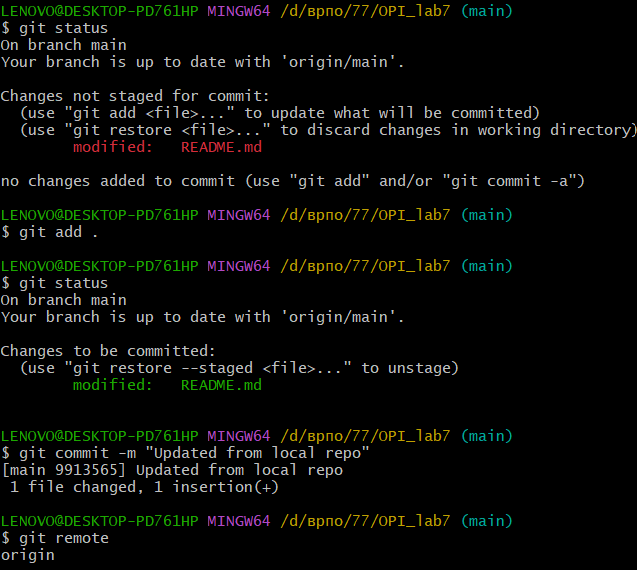 LENOVO@DESKTOP-PD761HP MINGW64 /d/врпо/77/OPI_lab7 (main)
$ git status
On branch main
Your branch is up to date with 'origin/main'.
Changes not staged for commit:
  (use "git add <file>..." to update what will be committed)
  (use "git restore <file>..." to discard changes in working directory)
        modified:   README.md
no changes added to commit (use "git add" and/or "git commit -a")
LENOVO@DESKTOP-PD761HP MINGW64 /d/врпо/77/OPI_lab7 (main)
$ git add .
LENOVO@DESKTOP-PD761HP MINGW64 /d/врпо/77/OPI_lab7 (main)
$ git status
On branch main
Your branch is up to date with 'origin/main'.
Changes to be committed:
  (use "git restore --staged <file>..." to unstage)
        modified:   README.md
LENOVO@DESKTOP-PD761HP MINGW64 /d/врпо/77/OPI_lab7 (main)
$ git commit -m "Updated from local repo"
[main 9913565] Updated from local repo
 1 file changed, 1 insertion(+)
LENOVO@DESKTOP-PD761HP MINGW64 /d/врпо/77/OPI_lab7 (main)
$ git remote
origin